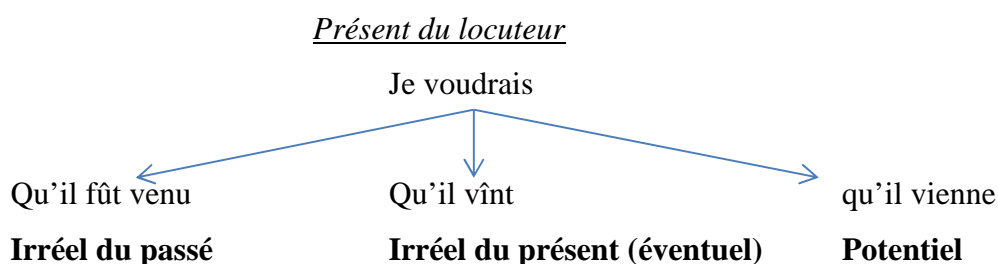 Présent du locuteur
Je voudrais
Qu’il fût venu Qu’il vînt qu’il vienne
Irréel du passé Irréel du présent (éventuel) Potentiel